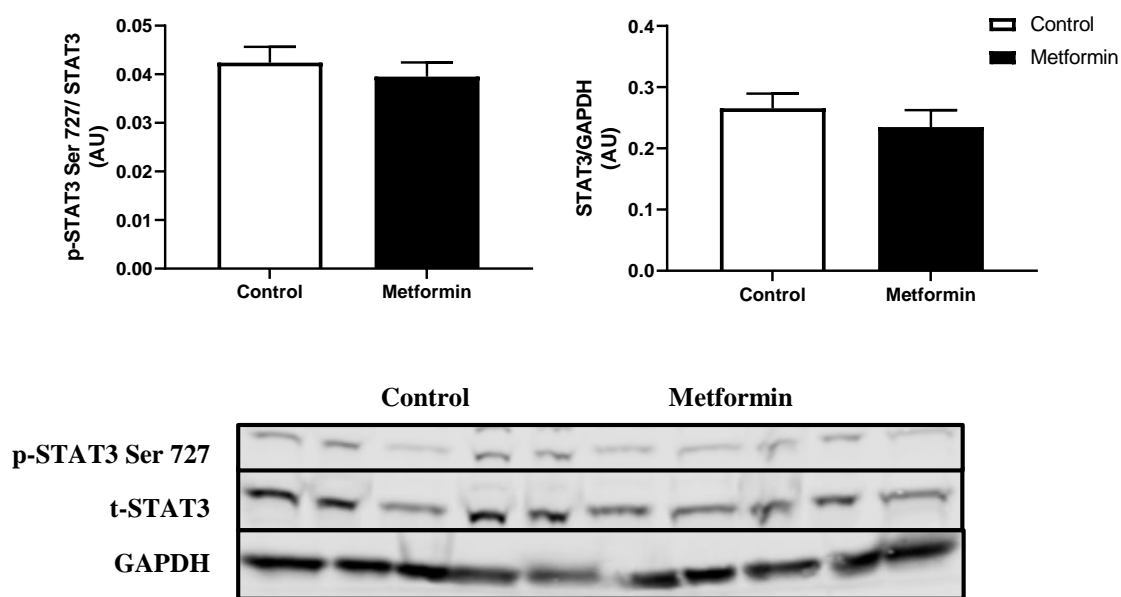 p-STAT3 Ser 727/ STAT3
(AU)
0.05
0.04
0.03
0.02
0.01
0.00
Control
Metformin
STAT3/GAPDH
(AU)
0.4
0.3
0.2
0.1
0.0
Control
Metformin
Control
Metformin
Control Metformin
p-STAT3 Ser 727
t-STAT3
GAPDH